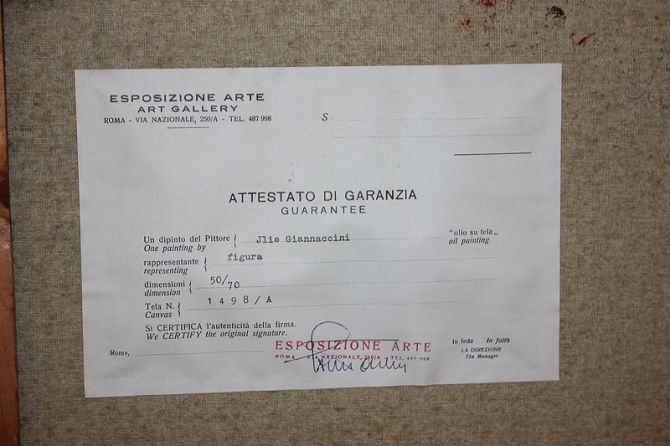 ESPOSIZIONE ARTE
ART GALLERY
ROMA - VIA NAZIONALE, 250/A - TEL. 487 998
S
ATTESTATO DI GARANZIA
GUARANTEE
Un dipinto del Pittore Jlio Giannaccini "olio su tela„
One painting by oil painting
rappresentante figura
representing
dimensioni 50/70
dimension
Tela N. 1498/A
Canvas
Si CERTIFICA l'autenticità della firma.
We CERTIFY the original signature.
Roma,
ESPOSIZIONE ARTE
ROMA - VIA NAZIONALE, 250/A - TEL. 487.998
In fede In faith
LA DIREZIONE
The Manager